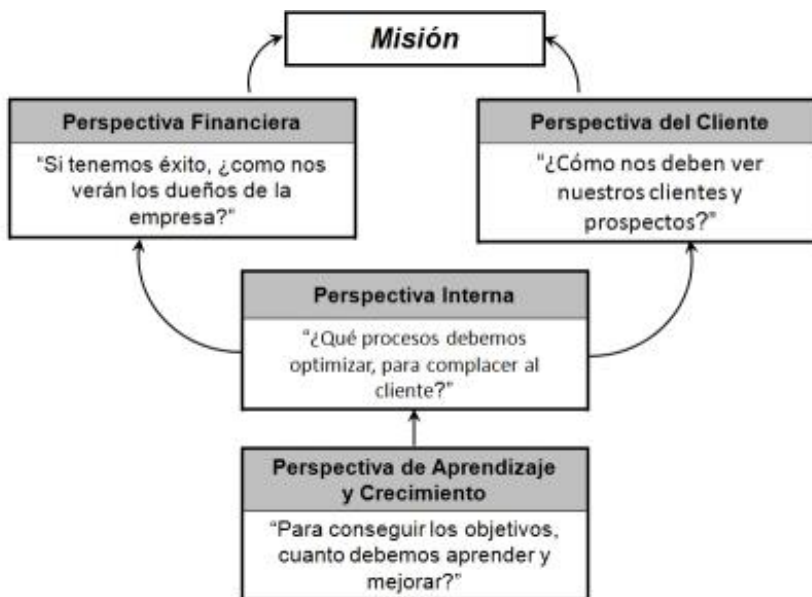 Misión
Perspectiva Financiera
"Si tenemos éxito, ¿como nos
verán los dueños de la
empresa?"
Perspectiva del Cliente
"¿Cómo nos deben ver
nuestros clientes y
prospectos?"
Perspectiva Interna
"¿Qué procesos debemos
optimizar, para complacer al
cliente?"
Perspectiva de Aprendizaje
y Crecimiento
"Para conseguir los objetivos,
cuanto debemos aprender y
mejorar?"